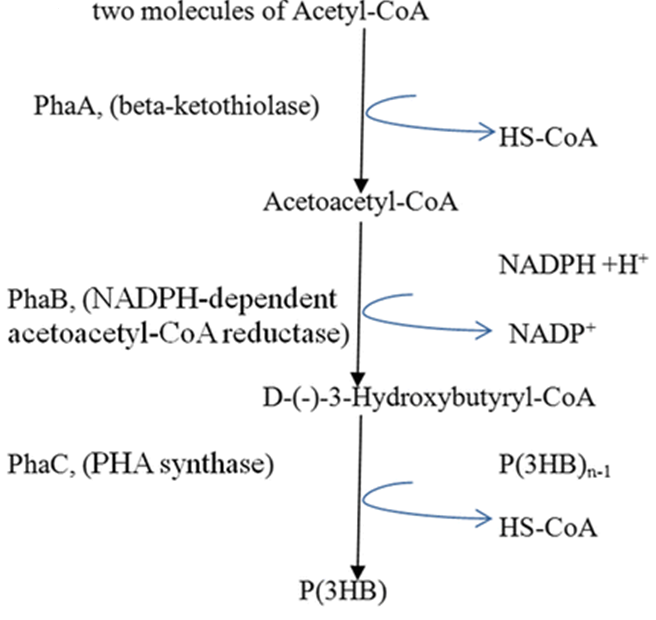 two molecules of Acetyl-CoA
PhaA, (beta-ketothiolase)
HS-CoA
Acetoacetyl-CoA
NADPH +H⁺
PhaB, (NADPH-dependent
acetoacetyl-CoA reductase)
NADP⁺
D-(-)-3-Hydroxybutyryl-CoA
PhaC, (PHA synthase)
P(3HB)ₙ₋₁
HS-CoA
P(3HB)